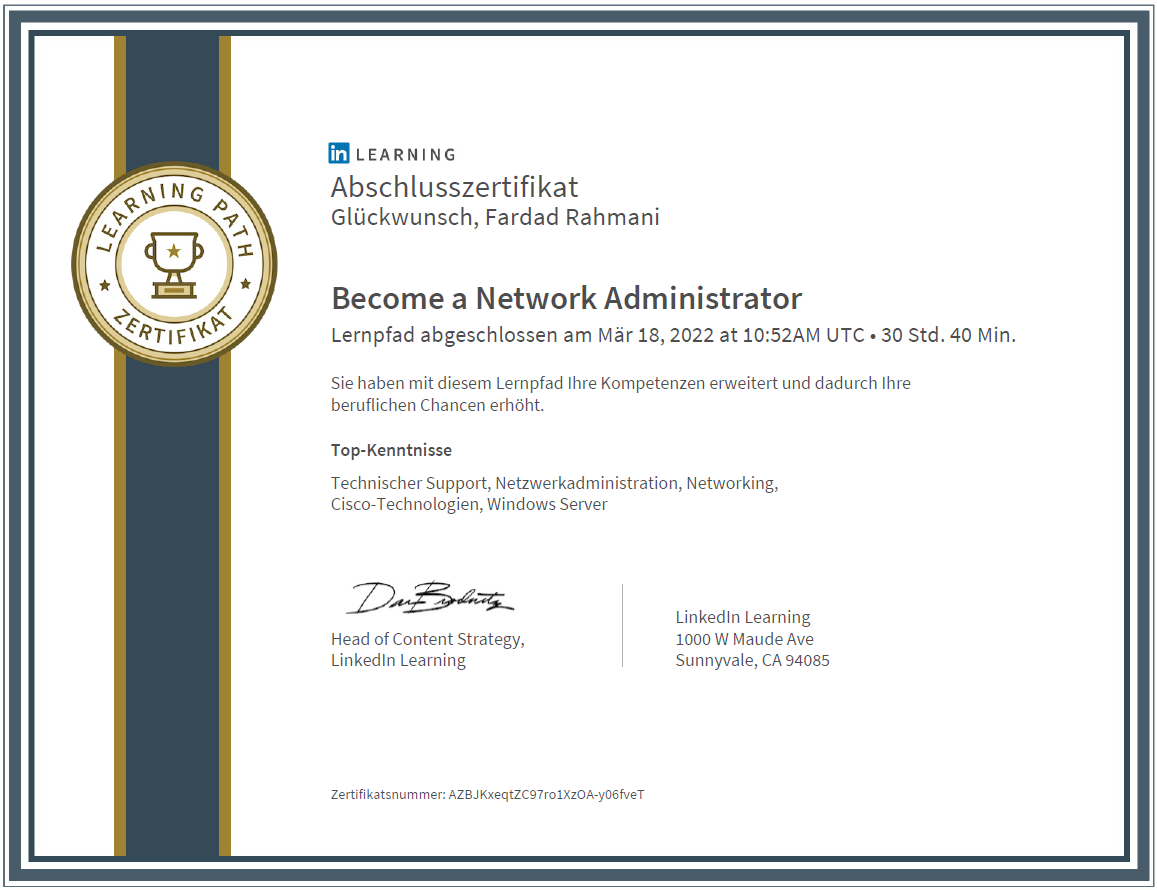 LEARNING PATH
ZERTIFIKAT
in LEARNING
Abschlusszertifikat
Glückwunsch, Fardad Rahmani
Become a Network Administrator
Lernpfad abgeschlossen am Mär 18, 2022 at 10:52AM UTC • 30 Std. 40 Min.
Sie haben mit diesem Lernpfad Ihre Kompetenzen erweitert und dadurch Ihre
beruflichen Chancen erhöht.
Top-Kenntnisse
Technischer Support, Netzwerkadministration, Networking,
Cisco-Technologien, Windows Server
Head of Content Strategy,
LinkedIn Learning
LinkedIn Learning
1000 W Maude Ave
Sunnyvale, CA 94085
Zertifikatsnummer: AZBJKxeqtZC97ro1XzOA-y06fveT